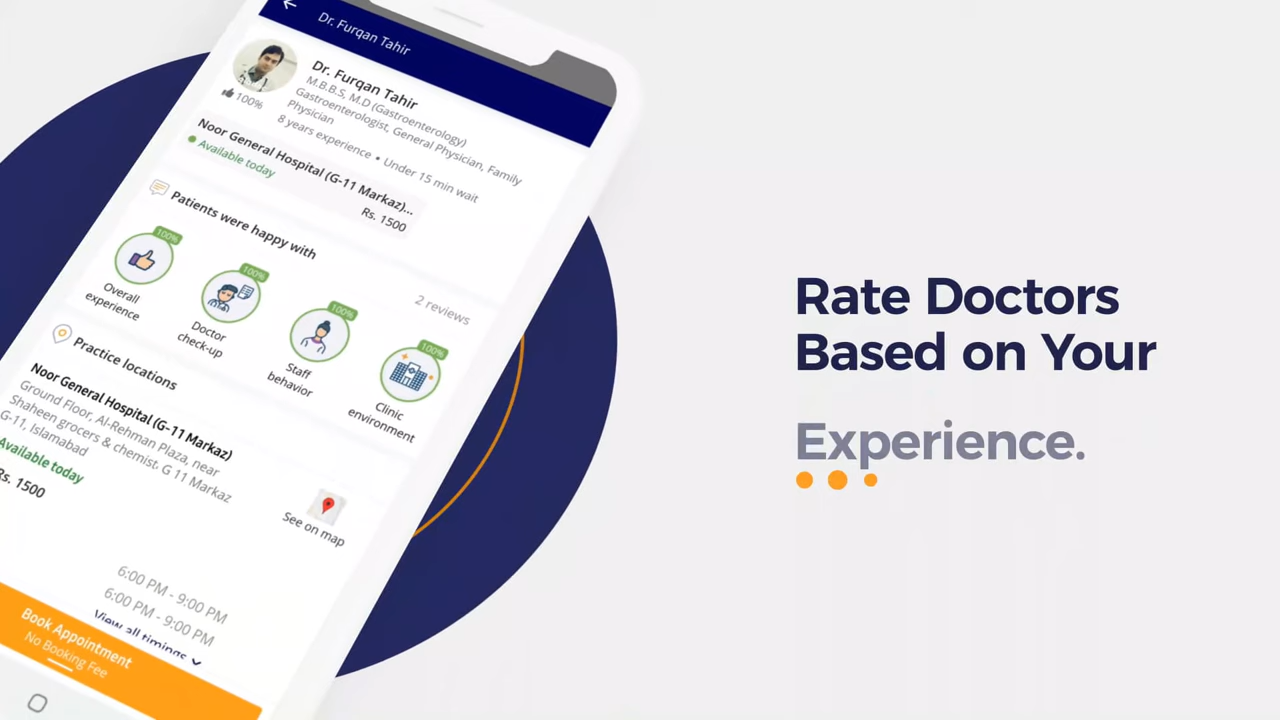 Dr. Furqan Tahir
Dr. Furqan Tahir
M.B.B.S, M.D (Gastroenterology)
Gastroenterologist, General Physician, Family
Physician
8 years experience • Under 15 min wait
100%
Noor General Hospital (G-11 Markaz)...
Available today
Rs. 1500
Patients were happy with
2 reviews
100%
Overall
experience
100%
Doctor
check-up
100%
Staff
behavior
100%
Clinic
environment
Practice locations
Noor General Hospital (G-11 Markaz)
Ground Floor, Al-Rehman Plaza, near
Shaheen grocers & chemist, G 11 Markaz
G-11, Islamabad
Available today
Rs. 1500
See on map
6:00 PM - 9:00 PM
6:00 PM - 9:00 PM
View all timings
Book Appointment
No Booking Fee
Rate Doctors
Based on Your
Experience.